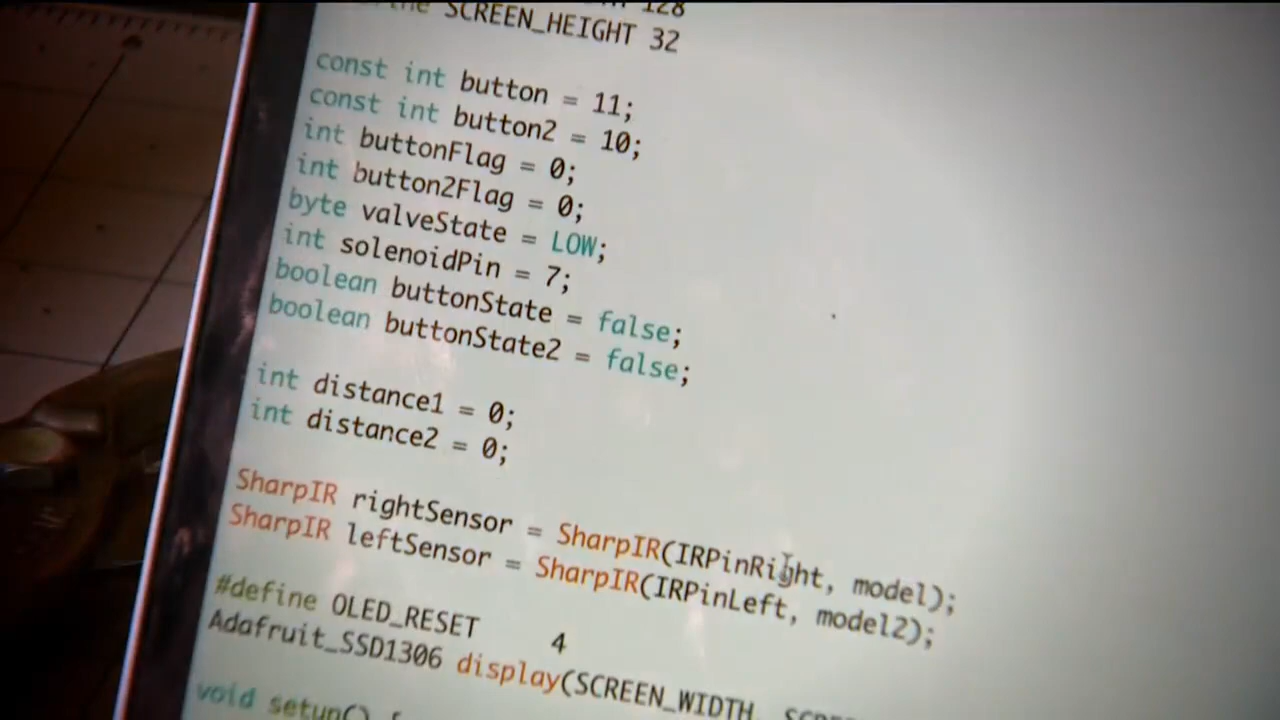 SCREEN_HEIGHT 32
const int button = 11;
const int button2 = 10;
int buttonFlag = 0;
int button2Flag = 0;
byte valveState = LOW;
int solenoidPin = 7;
boolean buttonState = false;
boolean buttonState2 = false;
int distance1 = 0;
int distance2 = 0;
SharpIR rightSensor = SharpIR(IRPinRight, model);
SharpIR leftSensor = SharpIR(IRPinLeft, model2);
#define OLED_RESET 4
Adafruit_SSD1306 display(SCREEN_WIDTH,
void setup() {